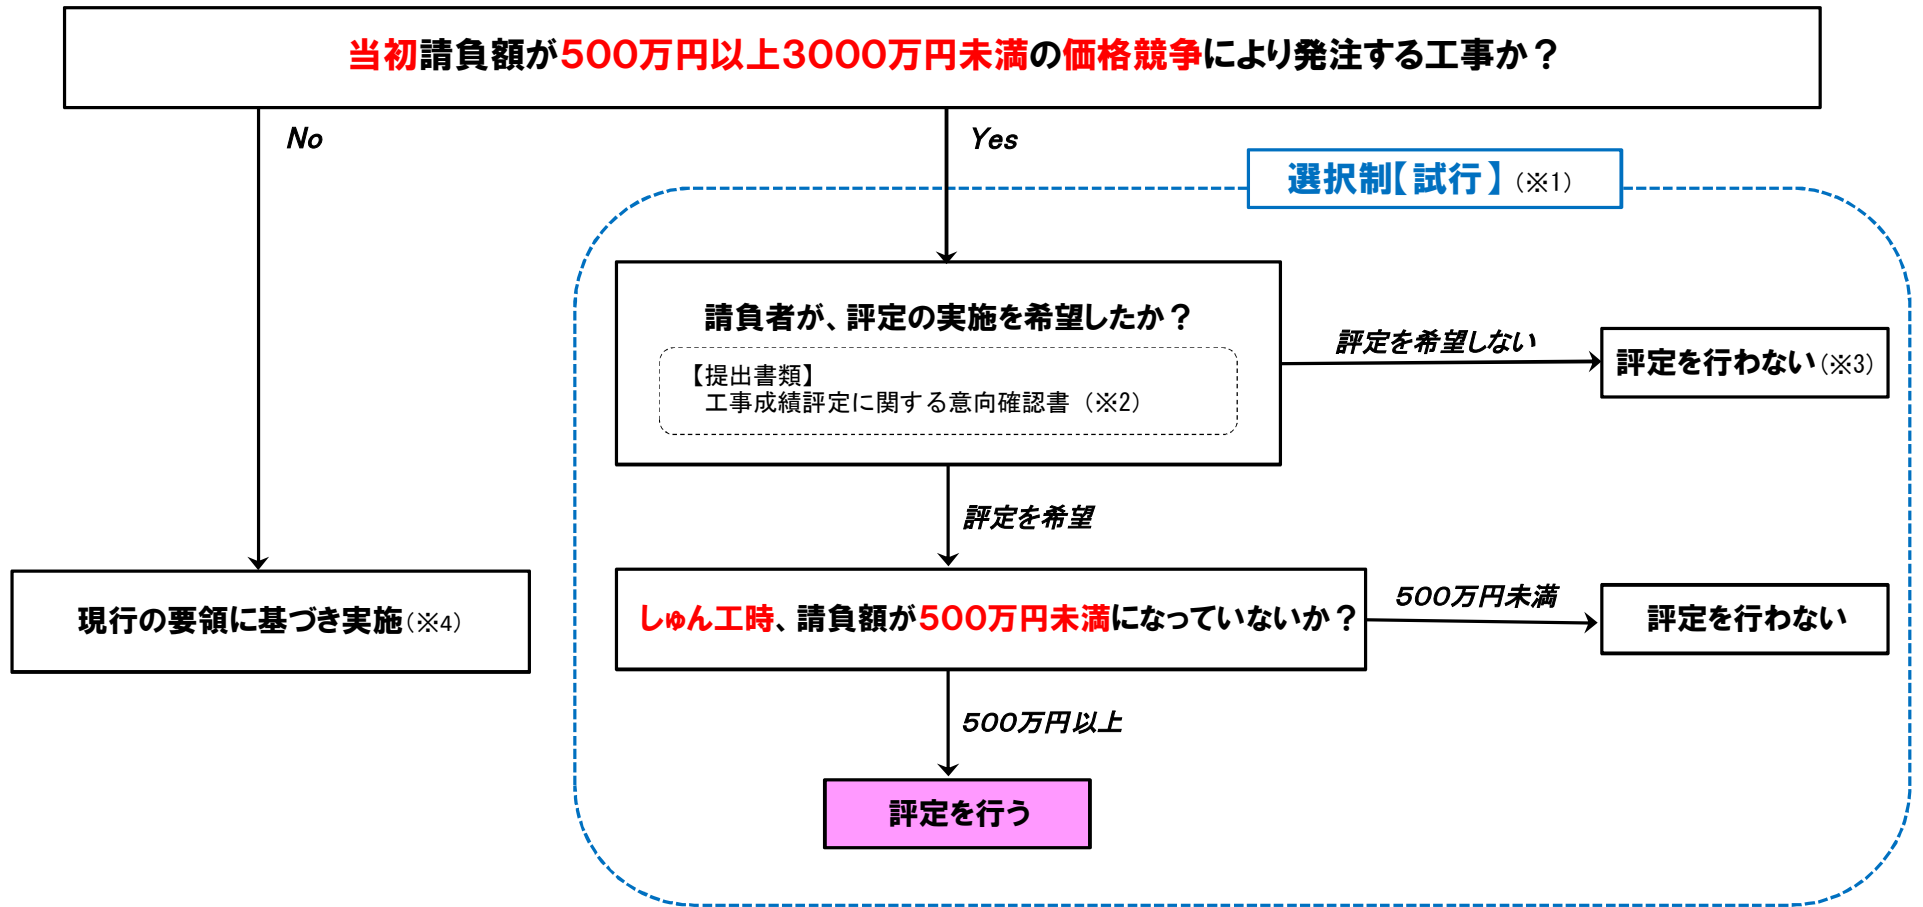 当初請負額が500万円以上3000万円未満の価格競争により発注する工事か？
No
Yes
選択制【試行】（※1）
請負者が、評定の実施を希望したか？
【提出書類】
工事成績評定に関する意向確認書（※2）
評定を希望しない
評定を行わない（※3）
評定を希望
現行の要領に基づき実施（※4）
しゅん工時、請負額が500万円未満になっていないか？
500万円未満
評定を行わない
500万円以上
評定を行う